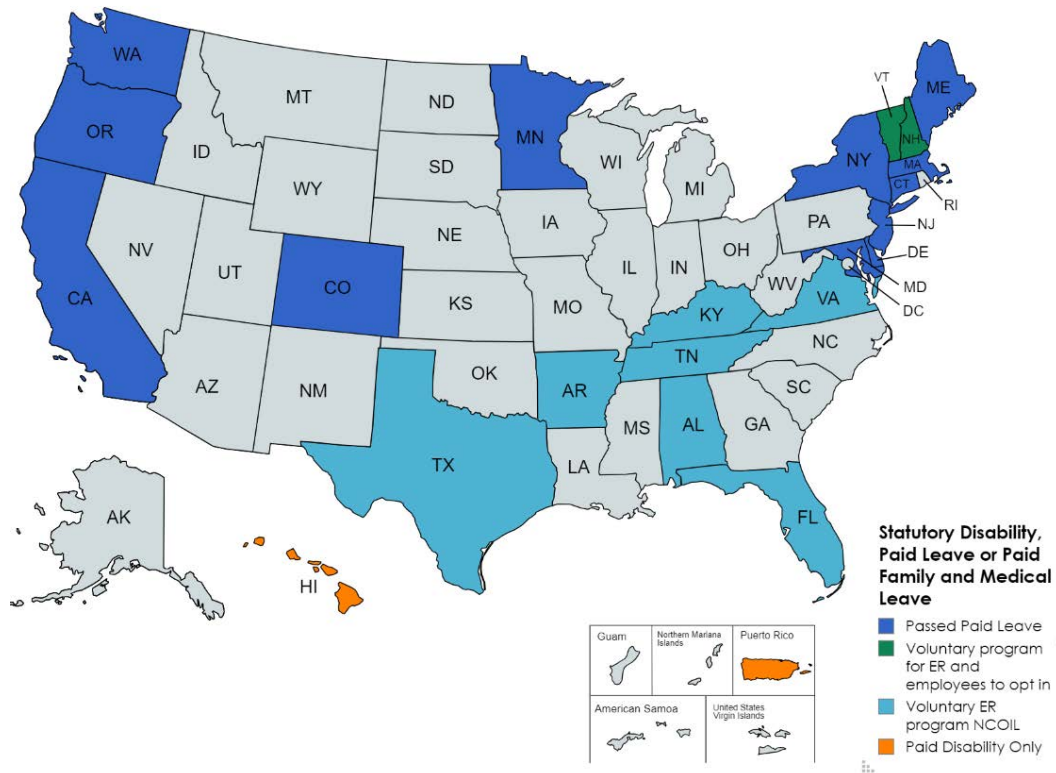 WA
MT
ND
MN
VT
ME
OR
ID
SD
WI
NY
NH
MA
WY
MI
CT
RI
IA
PA
NJ
NE
NV
OH
DE
UT
IL
IN
CA
CO
WV
MD
VA
KS
MO
KY
DC
NC
TN
OK
AZ
NM
AR
SC
MS
AL
GA
TX
LA
AK
FL
HI
Statutory Disability,
Paid Leave or Paid
Family and Medical
Leave
Passed Paid Leave
Voluntary program
for ER and
employees to opt in
Voluntary ER
program NCOIL
Paid Disability Only
Guam
Northern Mariana
Islands
Puerto Rico
American Samoa
United States
Virgin Islands